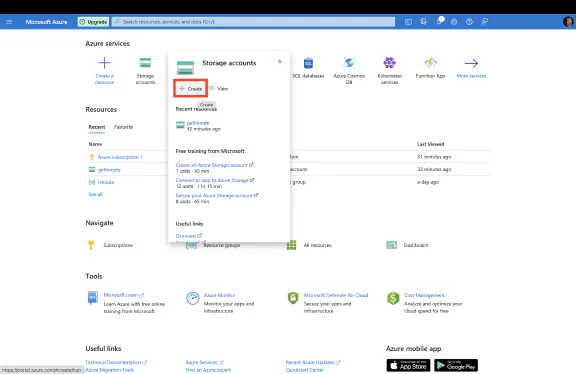 Microsoft Azure
Upgrade
Search resources, services, and docs (G+/)
1
Azure services
Create a resource
Storage accounts
SQL databases
Azure Cosmos DB
Kubernetes services
Function App
More services
Storage accounts
Create
View
Create
Recent resources
gethinode
32 minutes ago
Free training from Microsoft
Create an Azure Storage account
7 units · 30 min
Connect an app to Azure Storage
12 units · 1 hr 15 min
Secure your Azure Storage account
8 units · 45 min
Useful links
Overview
Resources
Recent
Favorite
Name
Last Viewed
Azure subscription 1
31 minutes ago
gethinode
account
32 minutes ago
Hinode
group
a day ago
See all
Navigate
Subscriptions
Resource groups
All resources
Dashboard
Tools
Microsoft Learn
Learn Azure with free online
training from Microsoft
Azure Monitor
Monitor your apps and
infrastructure
Microsoft Defender for Cloud
Secure your apps and
infrastructure
Cost Management
Analyze and optimize your
cloud spend for free
Useful links
Technical Documentation
Azure Migration Tools
Azure Services
Find an Azure expert
Recent Azure Updates
Quickstart Center
Azure mobile app
Download on the
App Store
GET IT ON
Google Play
https://portal.azure.com/#create/hub